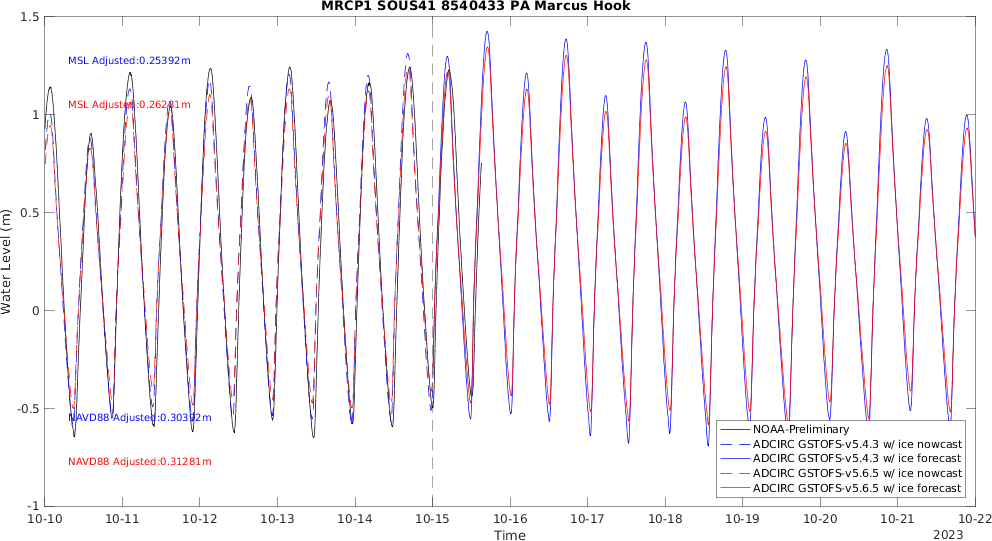 MRCP1 SOUS41 8540433 PA Marcus Hook
MSL Adjusted:0.25392m
MSL Adjusted:0.26281m
NAVD88 Adjusted:0.30392m
NAVD88 Adjusted:0.31281m
Water Level (m)
1.5
1
0.5
0
-0.5
-1
NOAA-Preliminary
ADCIRC GSTOFS-v5.4.3 w/ ice nowcast
ADCIRC GSTOFS-v5.4.3 w/ ice forecast
ADCIRC GSTOFS-v5.6.5 w/ ice nowcast
ADCIRC GSTOFS-v5.6.5 w/ ice forecast
10-10 10-11 10-12 10-13 10-14 10-15 10-16 10-17 10-18 10-19 10-20 10-21 10-22
Time
2023